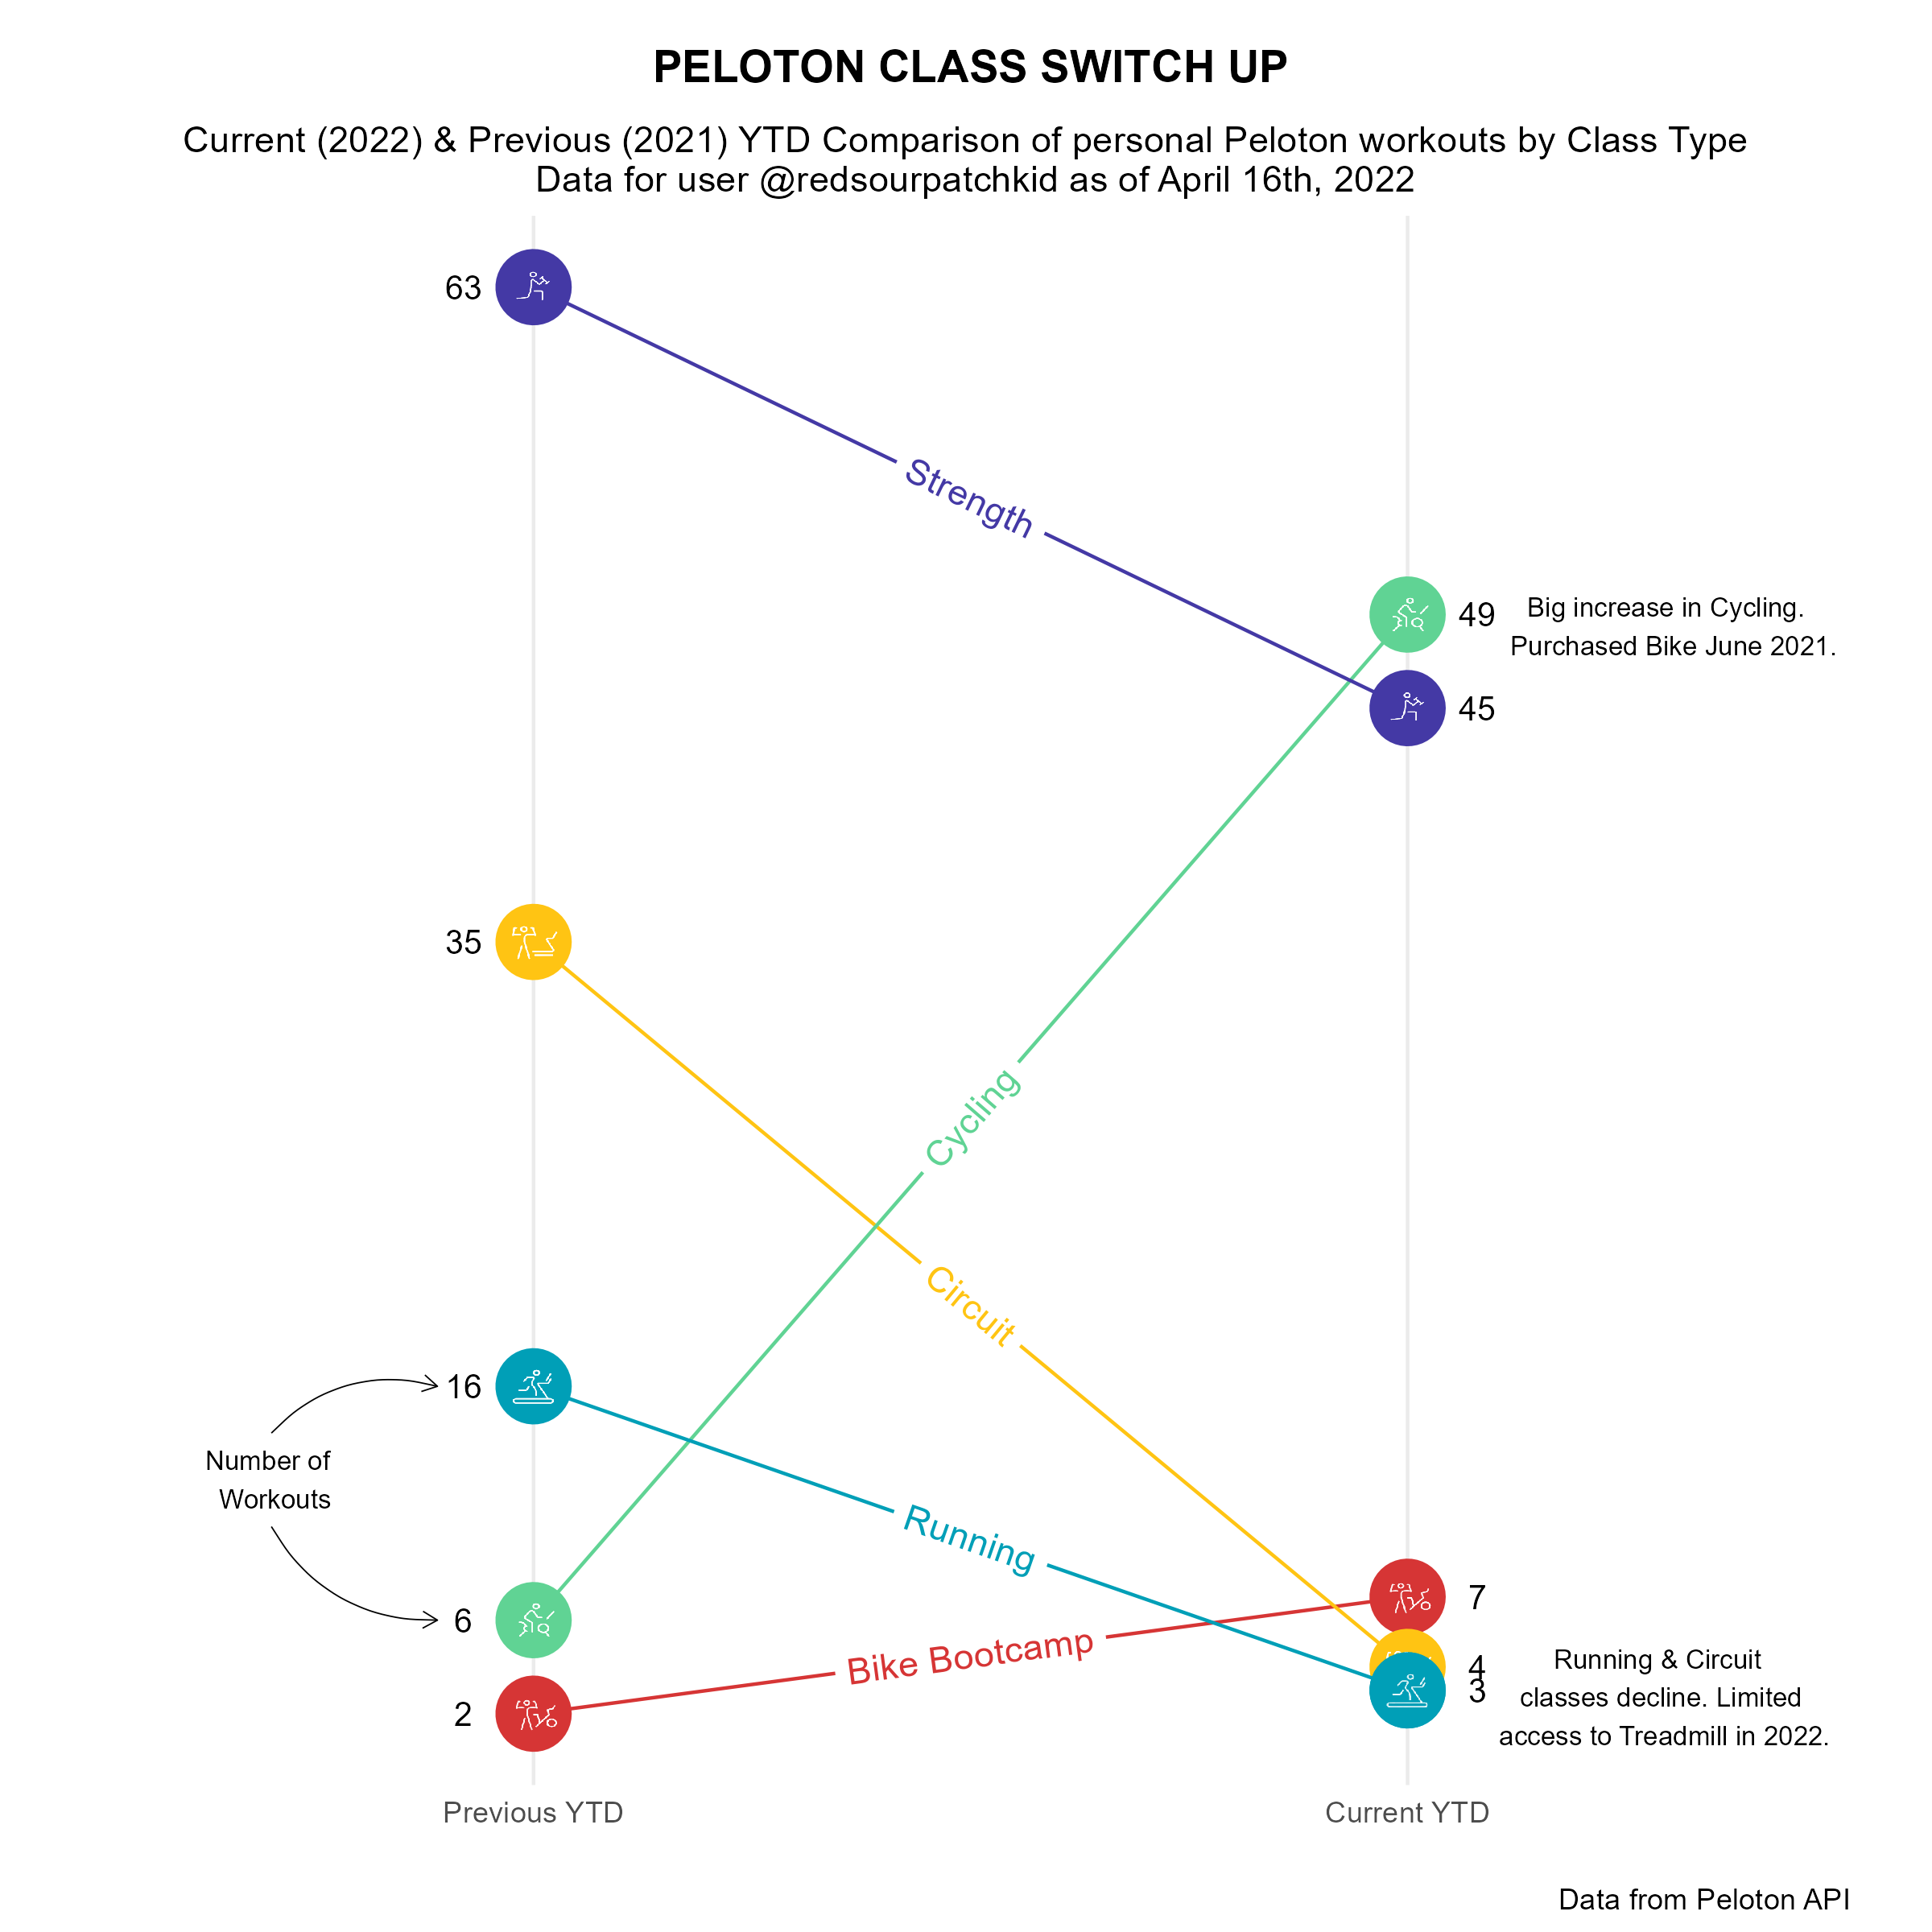 PELOTON CLASS SWITCH UP
Current (2022) & Previous (2021) YTD Comparison of personal Peloton workouts by Class Type
Data for user @redsourpatchkid as of April 16th, 2022
63
Strength
49
Big increase in Cycling.
Purchased Bike June 2021.
45
35
Cycling
Circuit
16
Number of
Workouts
Running
6
7
Bike Bootcamp
2
4
3
Running & Circuit
classes decline. Limited
access to Treadmill in 2022.
Previous YTD
Current YTD
Data from Peloton API